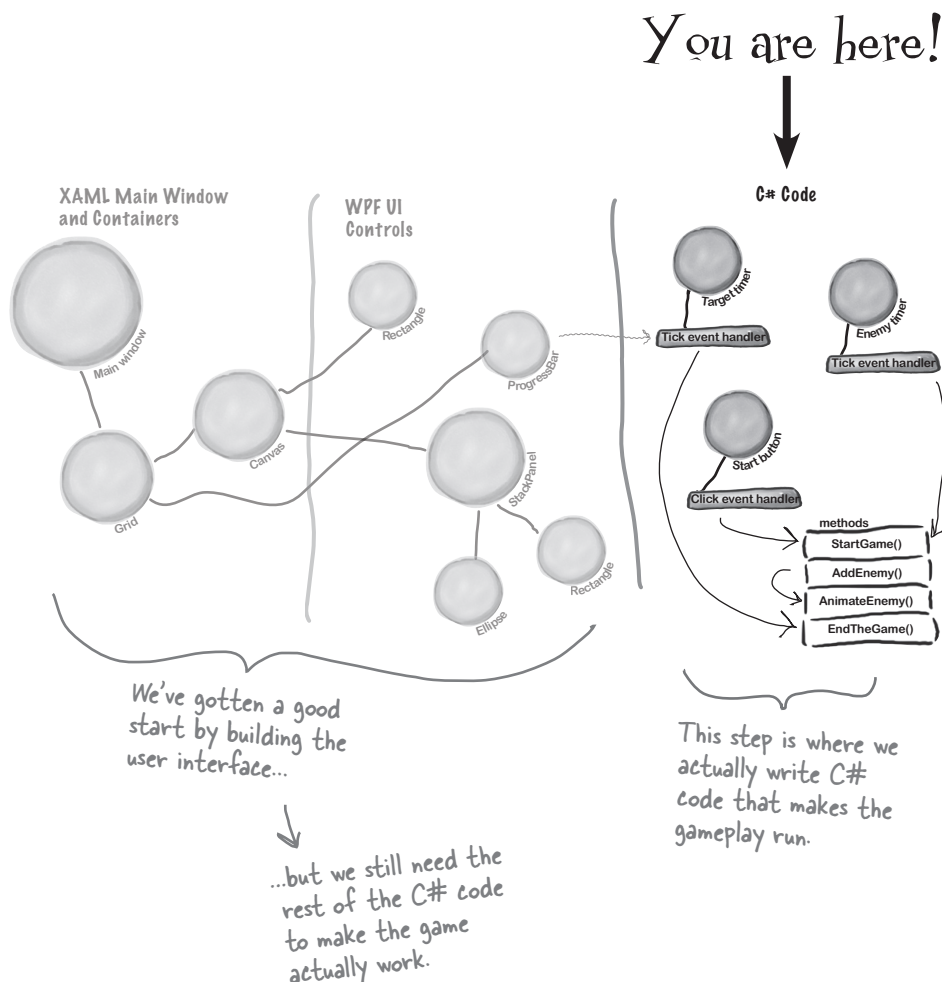 You are here!
XAML Main Window
and Containers
WPF UI
Controls
C# Code
Main window
Grid
Canvas
Rectangle
ProgressBar
StackPanel
Rectangle
Ellipse
Target timer
Tick event handler
Enemy timer
Tick event handler
Start button
Click event handler
methods
StartGame()
AddEnemy()
AnimateEnemy()
EndTheGame()
We've gotten a good
start by building the
user interface...
...but we still need the
rest of the C# code
to make the game
actually work.
This step is where we
actually write C#
code that makes the
gameplay run.